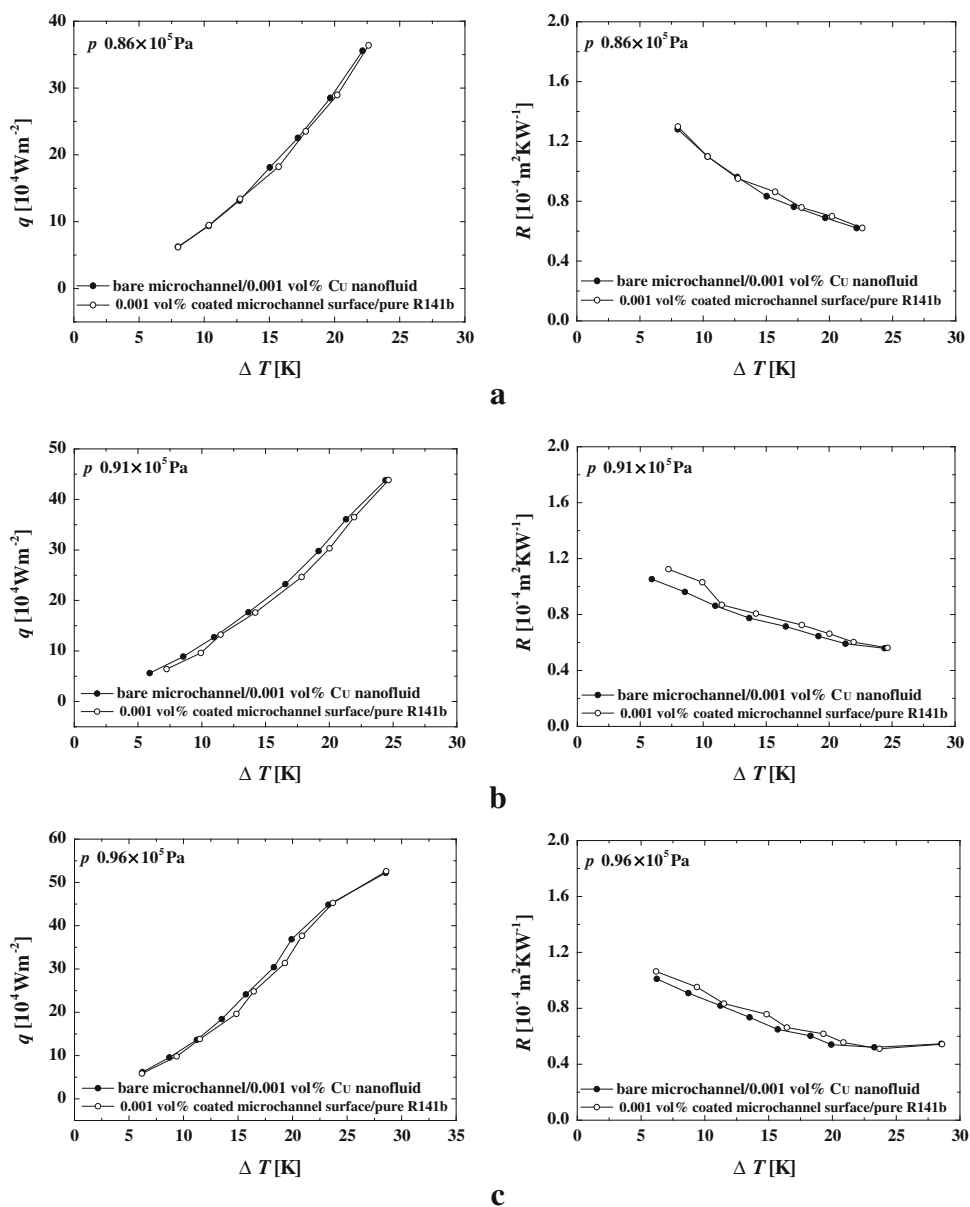 p 0.86×10⁵Pa
40
30
20
10
0
q [10⁴Wm⁻²]
bare microchannel/0.001 vol% Cu nanofluid
0.001 vol% coated microchannel surface/pure R141b
0 5 10 15 20 25 30
Δ T [K]
p 0.86×10⁵Pa
2.0
1.6
1.2
0.8
0.4
0.0
R [10⁻⁴m²KW⁻¹]
bare microchannel/0.001 vol% Cu nanofluid
0.001 vol% coated microchannel surface/pure R141b
0 5 10 15 20 25 30
Δ T [K]
a
p 0.91×10⁵Pa
50
40
30
20
10
0
q [10⁴Wm⁻²]
bare microchannel/0.001 vol% Cu nanofluid
0.001 vol% coated microchannel surface/pure R141b
0 5 10 15 20 25 30
Δ T [K]
p 0.91×10⁵Pa
2.0
1.6
1.2
0.8
0.4
0.0
R [10⁻⁴m²KW⁻¹]
bare microchannel/0.001 vol% Cu nanofluid
0.001 vol% coated microchannel surface/pure R141b
0 5 10 15 20 25 30
Δ T [K]
b
p 0.96×10⁵Pa
60
50
40
30
20
10
0
q [10⁴Wm⁻²]
bare microchannel/0.001 vol% Cu nanofluid
0.001 vol% coated microchannel surface/pure R141b
0 5 10 15 20 25 30 35
Δ T [K]
p 0.96×10⁵Pa
2.0
1.6
1.2
0.8
0.4
0.0
R [10⁻⁴m²KW⁻¹]
bare microchannel/0.001 vol% Cu nanofluid
0.001 vol% coated microchannel surface/pure R141b
0 5 10 15 20 25 30
Δ T [K]
c